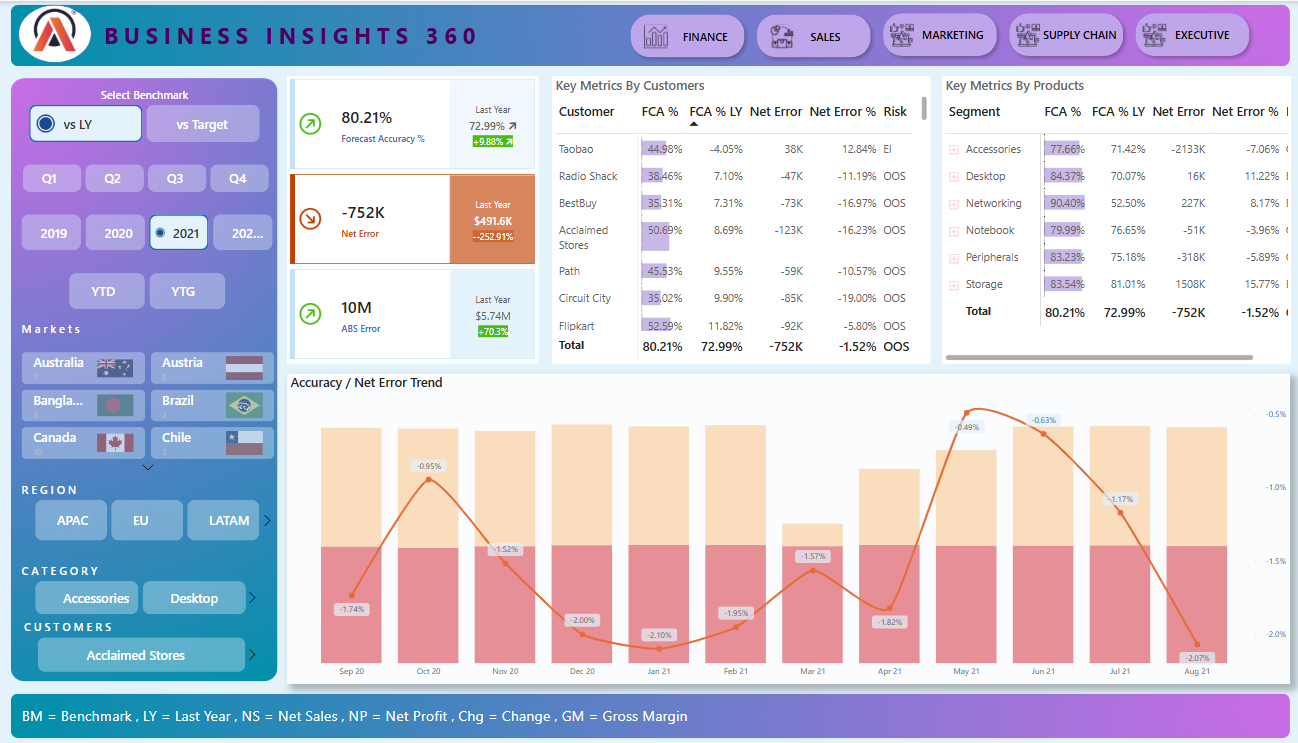 BUSINESS INSIGHTS 360
FINANCE
SALES
MARKETING
SUPPLY CHAIN
EXECUTIVE
Select Benchmark
vs LY
vs Target
Q1
Q2
Q3
Q4
2019
2020
2021
202...
YTD
YTG
Markets
Australia
Austria
Bangla...
Brazil
Canada
Chile
REGION
APAC
EU
LATAM
CATEGORY
Accessories
Desktop
CUSTOMERS
Acclaimed Stores
80.21%
Forecast Accuracy %
Last Year
72.99%
+9.88%
-752K
Net Error
Last Year
$491.6K
--252.91%
10M
ABS Error
Last Year
$5.74M
+70.3%
Key Metrics By Customers
Customer FCA % FCA % LY Net Error Net Error % Risk
Taobao 44.98% -4.05% 38K 12.84% EI
Radio Shack 38.46% 7.10% -47K -11.19% OOS
BestBuy 35.31% 7.31% -73K -16.97% OOS
Acclaimed Stores 50.69% 8.69% -123K -16.23% OOS
Path 45.53% 9.55% -59K -10.57% OOS
Circuit City 35.02% 9.90% -85K -19.00% OOS
Flipkart 52.59% 11.82% -92K -5.80% OOS
Total 80.21% 72.99% -752K -1.52% OOS
Key Metrics By Products
Segment FCA % FCA % LY Net Error Net Error %
Accessories 77.66% 71.42% -2133K -7.06%
Desktop 84.37% 70.07% 16K 11.22%
Networking 90.40% 52.50% 227K 8.17%
Notebook 79.99% 76.65% -51K -3.96%
Peripherals 83.23% 75.18% -318K -5.89%
Storage 83.54% 81.01% 1508K 15.77%
Total 80.21% 72.99% -752K -1.52%
Accuracy / Net Error Trend
-1.74%
-0.95%
-1.52%
-2.00%
-2.10%
-1.95%
-1.57%
-1.82%
-0.49%
-0.63%
-1.17%
-2.07%
-0.5%
-1.0%
-1.5%
-2.0%
Sep 20
Oct 20
Nov 20
Dec 20
Jan 21
Feb 21
Mar 21
Apr 21
May 21
Jun 21
Jul 21
Aug 21
BM = Benchmark , LY = Last Year , NS = Net Sales , NP = Net Profit , Chg = Change , GM = Gross Margin